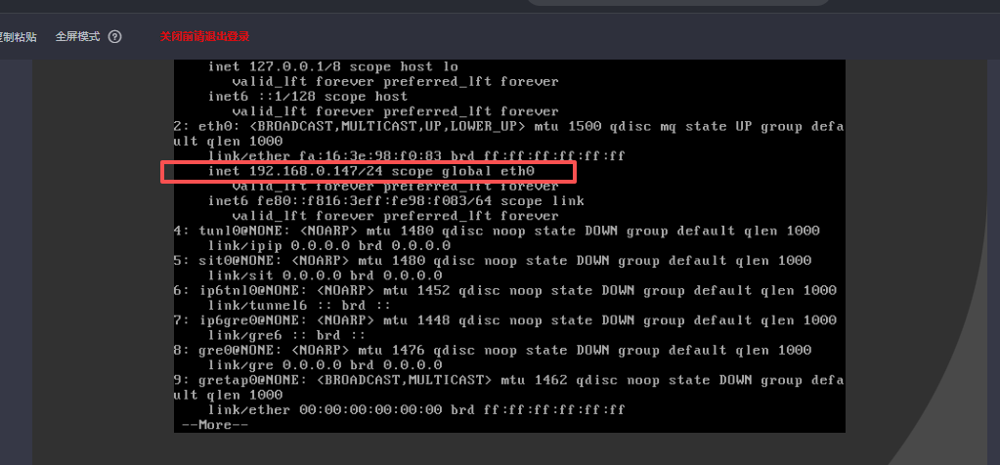 复制粘贴 全屏模式 ? 关闭前请退出登录
inet 127.0.0.1/8 scope host lo
valid_lft forever preferred_lft forever
inet6 ::1/128 scope host
valid_lft forever preferred_lft forever
2: eth0: <BROADCAST,MULTICAST,UP,LOWER_UP> mtu 1500 qdisc mq state UP group defa
ult qlen 1000
link/ether fa:16:3e:98:f0:83 brd ff:ff:ff:ff:ff:ff
inet 192.168.0.147/24 scope global eth0
valid_lft forever preferred_lft forever
inet6 fe80::f816:3eff:fe98:f083/64 scope link
valid_lft forever preferred_lft forever
4: tunl0@NONE: <NOARP> mtu 1480 qdisc noop state DOWN group default qlen 1000
link/ipip 0.0.0.0 brd 0.0.0.0
5: sit0@NONE: <NOARP> mtu 1480 qdisc noop state DOWN group default qlen 1000
link/sit 0.0.0.0 brd 0.0.0.0
6: ip6tnl0@NONE: <NOARP> mtu 1452 qdisc noop state DOWN group default qlen 1000
link/tunnel6 :: brd ::
7: ip6gre0@NONE: <NOARP> mtu 1448 qdisc noop state DOWN group default qlen 1000
link/gre6 :: brd ::
8: gre0@NONE: <NOARP> mtu 1476 qdisc noop state DOWN group default qlen 1000
link/gre 0.0.0.0 brd 0.0.0.0
9: gretap0@NONE: <BROADCAST,MULTICAST> mtu 1462 qdisc noop state DOWN group defa
ult qlen 1000
link/ether 00:00:00:00:00:00 brd ff:ff:ff:ff:ff:ff
--More--